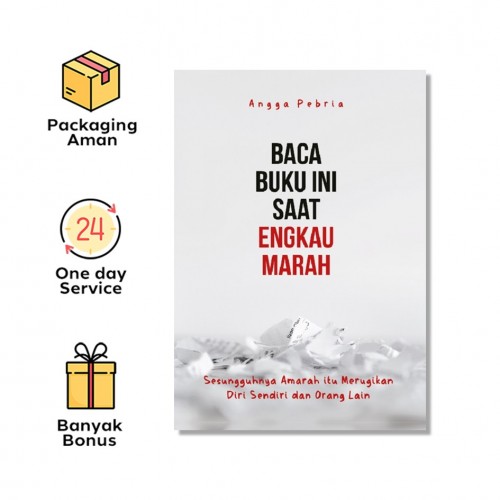 Packaging
Aman
24
One day
Service
Banyak
Bonus
Angga Pebria
BACA
BUKU INI
SAAT
ENGKAU
MARAH
Sesungguhnya Amarah itu Merugikan
Diri Sendiri dan Orang Lain